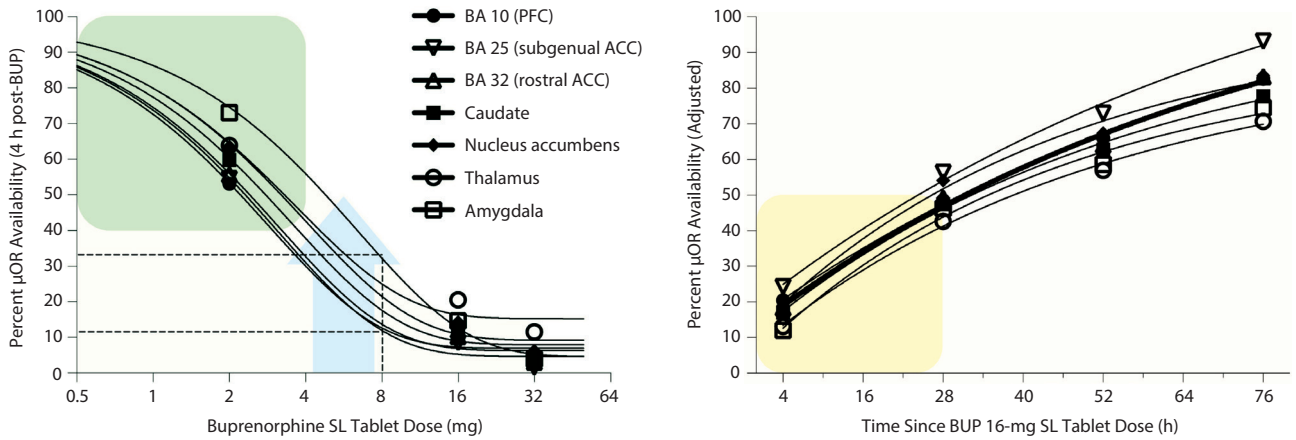 Percent μOR Availability (4 h post-BUP)
100
90
80
70
60
50
40
30
20
10
0
0.5 1 2 4 8 16 32 64
Buprenorphine SL Tablet Dose (mg)
BA 10 (PFC)
BA 25 (subgenual ACC)
BA 32 (rostral ACC)
Caudate
Nucleus accumbens
Thalamus
Amygdala
Percent μOR Availability (Adjusted)
100
90
80
70
60
50
40
30
20
10
0
4 16 28 40 52 64 76
Time Since BUP 16-mg SL Tablet Dose (h)